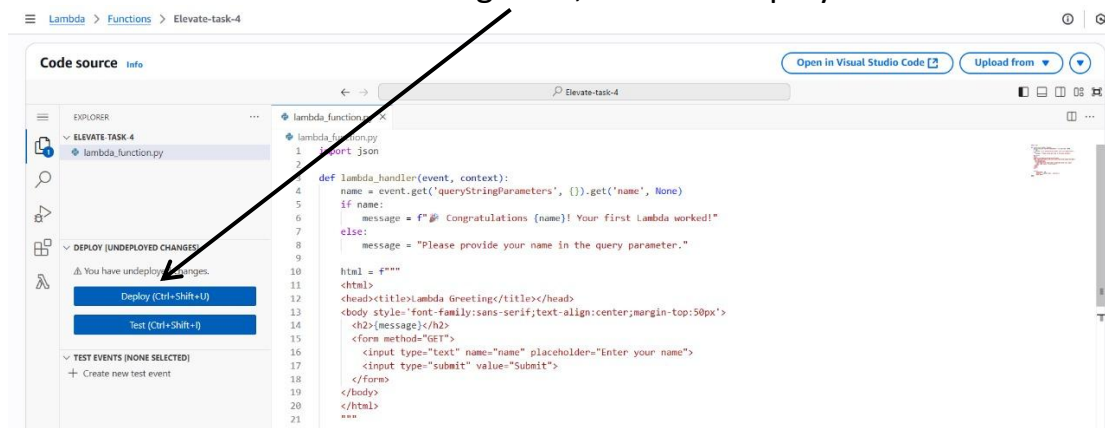 Lambda > Functions > Elevate-task-4
Code source Info
Open in Visual Studio Code
Upload from
Elevate-task-4
EXPLORER
ELEVATE-TASK-4
lambda_function.py
DEPLOY [UNDEPLOYED CHANGES]
You have undeployed changes.
Deploy (Ctrl+Shift+U)
Test (Ctrl+Shift+I)
TEST EVENTS [NONE SELECTED]
+ Create new test event
lambda_function.py
lambda_function.py
1 import json
2
3 def lambda_handler(event, context):
4 name = event.get('queryStringParameters', {}).get('name', None)
5 if name:
6 message = f"🎉 Congratulations {name}! Your first Lambda worked!"
7 else:
8 message = "Please provide your name in the query parameter."
9
10 html = f"""
11 <html>
12 <head><title>Lambda Greeting</title></head>
13 <body style='font-family:sans-serif;text-align:center;margin-top:50px'>
14 <h2>{message}</h2>
15 <form method="GET">
16 <input type="text" name="name" placeholder="Enter your name">
17 <input type="submit" value="Submit">
18 </form>
19 </body>
20 </html>
21 """